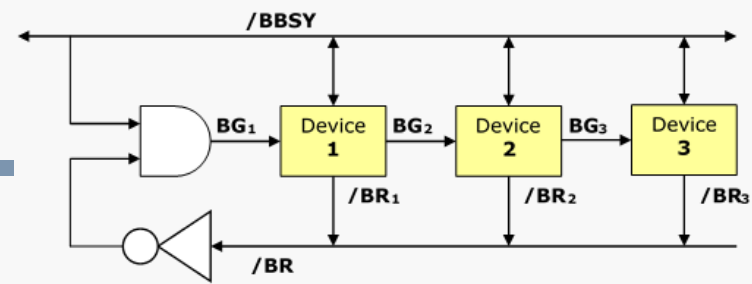 /BBSY
BG₁
Device
1
BG₂
Device
2
BG₃
Device
3
/BR₁
/BR₂
/BR₃
/BR